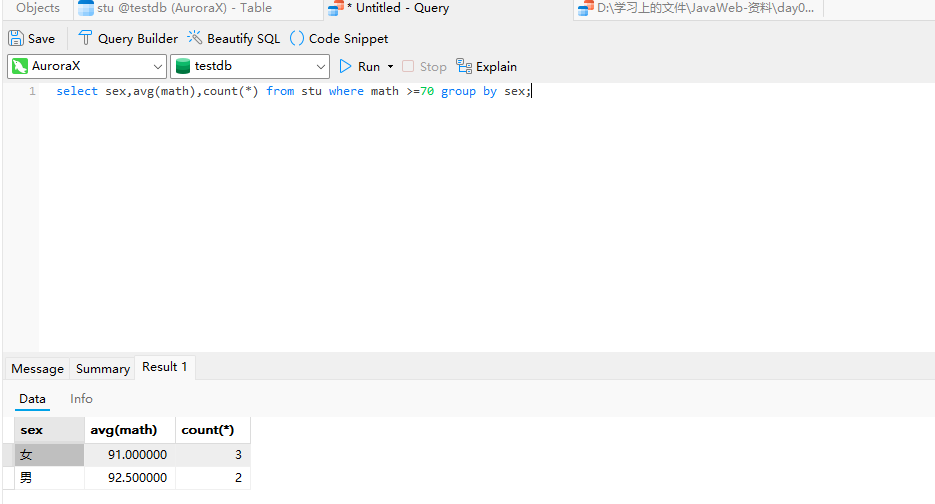 Objects stu @testdb (AuroraX) - Table * Untitled - Query D:\学习上的文件\JavaWeb-资料\day0...
Save Query Builder Beautify SQL () Code Snippet
AuroraX testdb Run Stop Explain
1 select sex,avg(math),count(*) from stu where math >=70 group by sex;
Message Summary Result 1
Data Info
sex avg(math) count(*)
女 91.000000 3
男 92.500000 2